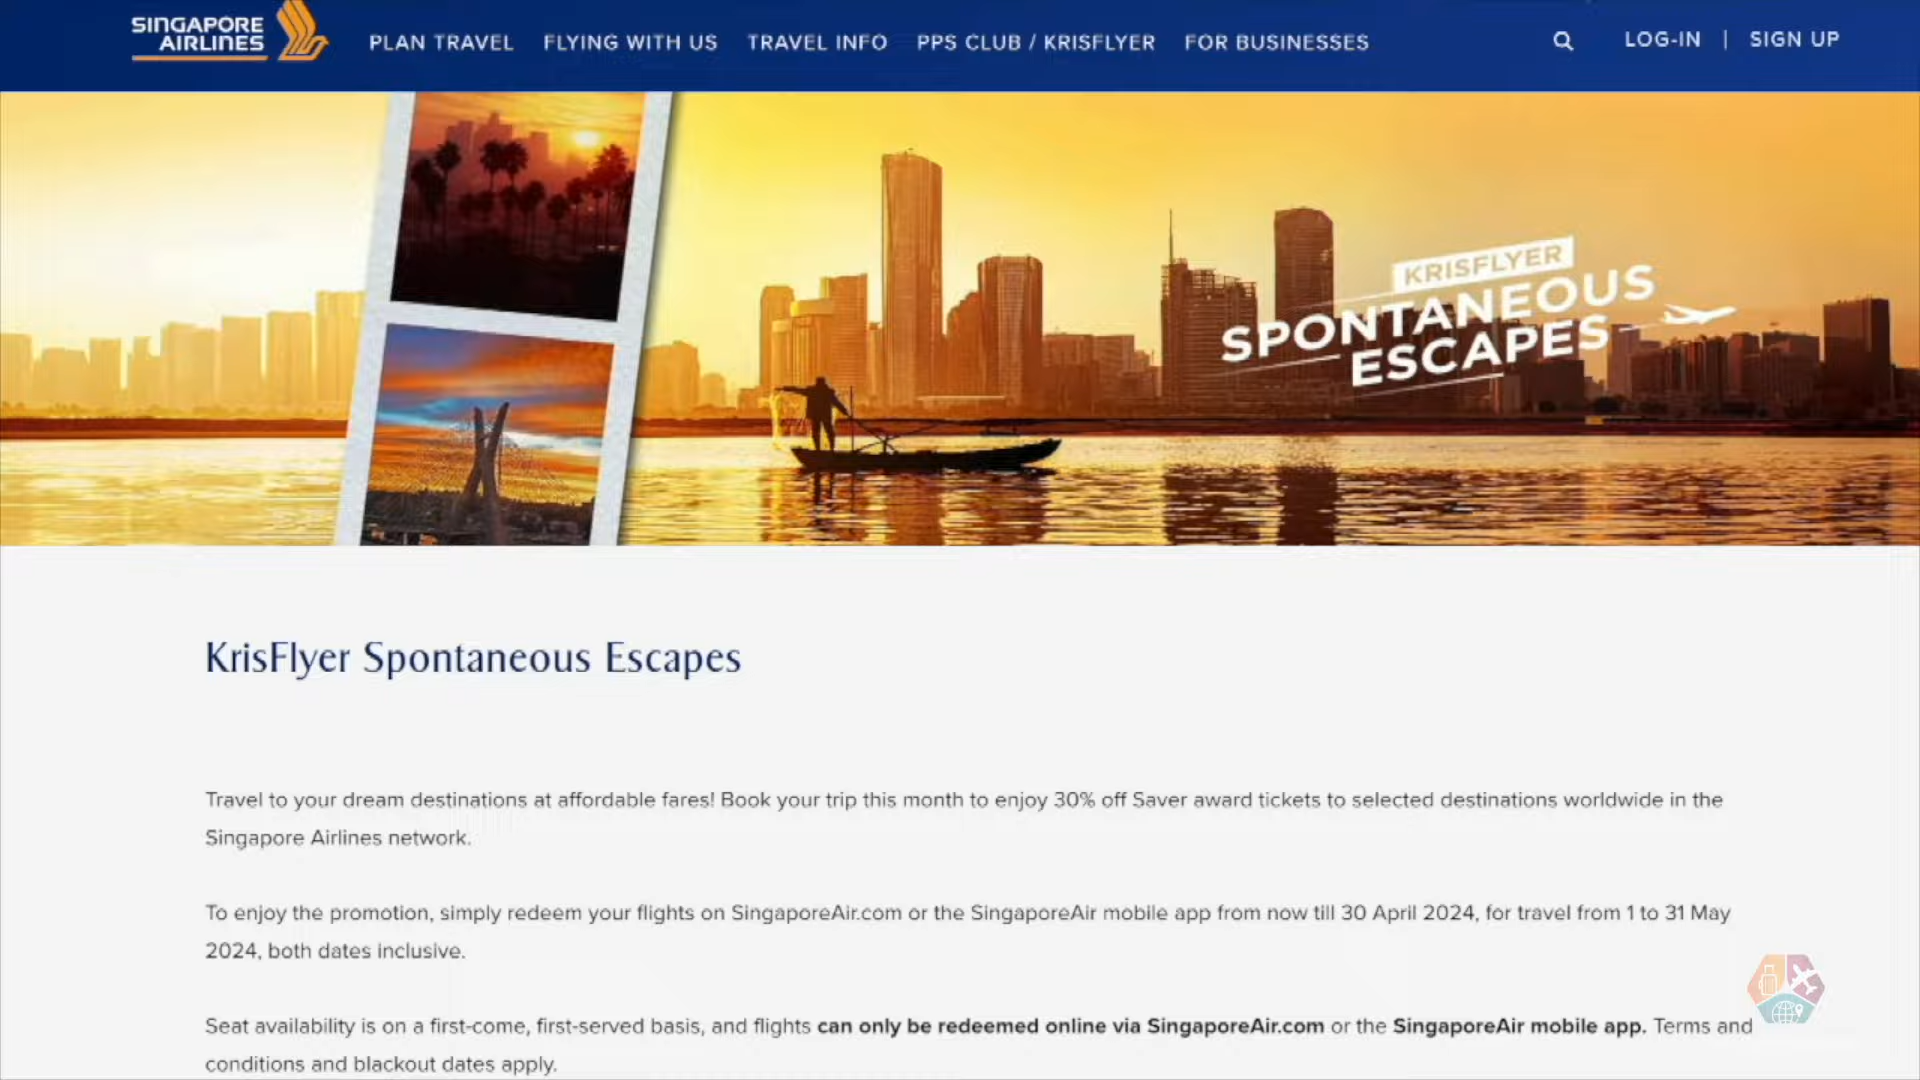 SINGAPORE
AIRLINES
PLAN TRAVEL
FLYING WITH US
TRAVEL INFO
PPS CLUB / KRISFLYER
FOR BUSINESSES
LOG-IN | SIGN UP
KRISFLYER
SPONTANEOUS
ESCAPES
KrisFlyer Spontaneous Escapes
Travel to your dream destinations at affordable fares! Book your trip this month to enjoy 30% off Saver award tickets to selected destinations worldwide in the
Singapore Airlines network.
To enjoy the promotion, simply redeem your flights on SingaporeAir.com or the SingaporeAir mobile app from now till 30 April 2024, for travel from 1 to 31 May
2024, both dates inclusive.
Seat availability is on a first-come, first-served basis, and flights can only be redeemed online via SingaporeAir.com or the SingaporeAir mobile app. Terms and
conditions and blackout dates apply.